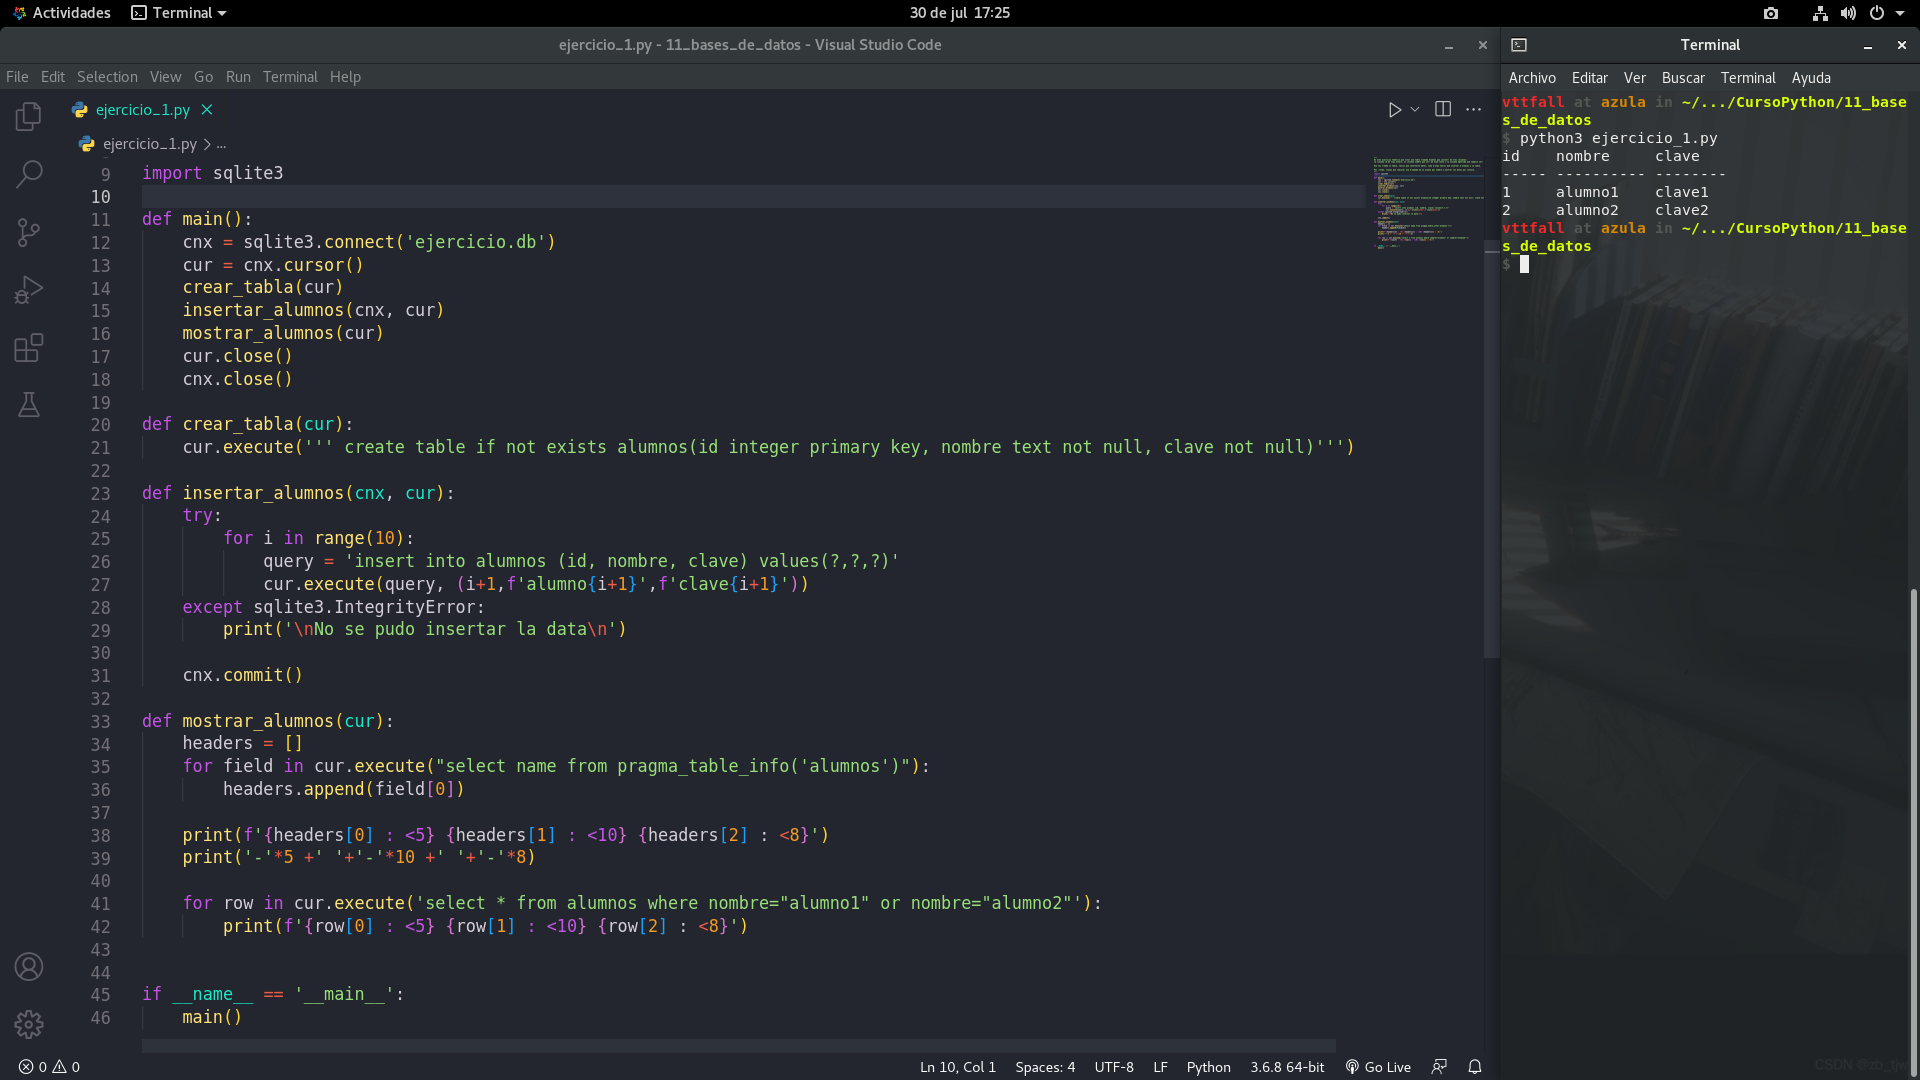 Actividades Terminal 30 de jul 17:25
ejercicio_1.py - 11_bases_de_datos - Visual Studio Code
File Edit Selection View Go Run Terminal Help
ejercicio_1.py
ejercicio_1.py > ...
9 import sqlite3
10
11 def main():
12 cnx = sqlite3.connect('ejercicio.db')
13 cur = cnx.cursor()
14 crear_tabla(cur)
15 insertar_alumnos(cnx, cur)
16 mostrar_alumnos(cur)
17 cur.close()
18 cnx.close()
19
20 def crear_tabla(cur):
21 cur.execute(''' create table if not exists alumnos(id integer primary key, nombre text not null, clave not null)''')
22
23 def insertar_alumnos(cnx, cur):
24 try:
25 for i in range(10):
26 query = 'insert into alumnos (id, nombre, clave) values(?,?,?)'
27 cur.execute(query, (i+1,f'alumno{i+1}',f'clave{i+1}'))
28 except sqlite3.IntegrityError:
29 print('\nNo se pudo insertar la data\n')
30
31 cnx.commit()
32
33 def mostrar_alumnos(cur):
34 headers = []
35 for field in cur.execute("select name from pragma_table_info('alumnos')"):
36 headers.append(field[0])
37
38 print(f'{headers[0] : <5} {headers[1] : <10} {headers[2] : <8}')
39 print('-'*5 +' '+'-'*10 +' '+'-'*8)
40
41 for row in cur.execute('select * from alumnos where nombre="alumno1" or nombre="alumno2"'):
42 print(f'{row[0] : <5} {row[1] : <10} {row[2] : <8}')
43
44
45 if __name__ == '__main__':
46 main()
0 0 Ln 10, Col 1 Spaces: 4 UTF-8 LF Python 3.6.8 64-bit Go Live
Terminal
Archivo Editar Ver Buscar Terminal Ayuda
vttfall at azula in ~/.../CursoPython/11_base
s_de_datos
$ python3 ejercicio_1.py
id nombre clave
----- ---------- --------
1 alumno1 clave1
2 alumno2 clave2
vttfall at azula in ~/.../CursoPython/11_base
s_de_datos
$